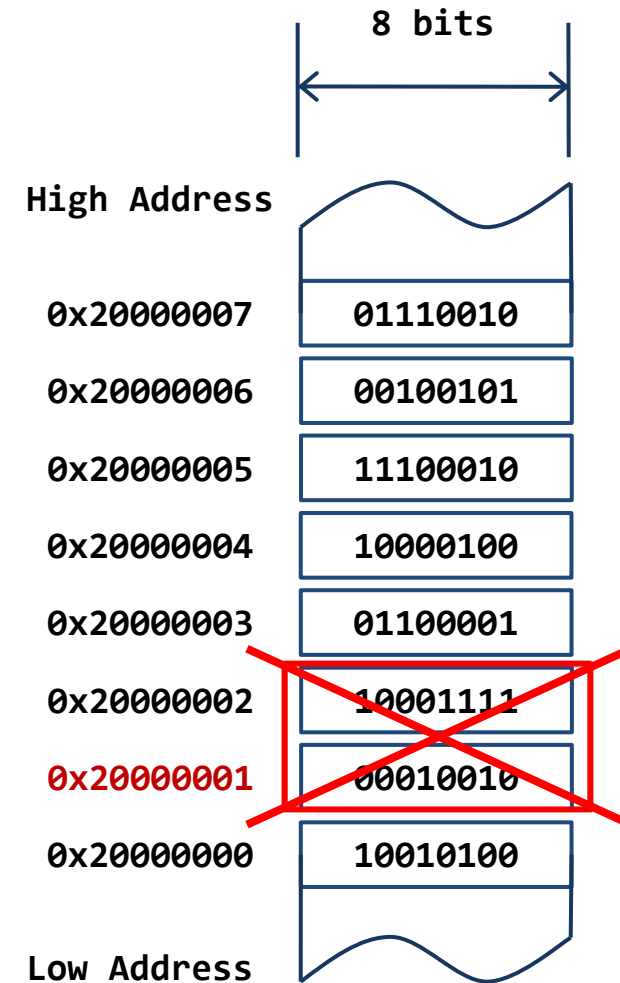 8 bits
High Address
0x20000007 01110010
0x20000006 00100101
0x20000005 11100010
0x20000004 10000100
0x20000003 01100001
0x20000002 10001111
0x20000001 00010010
0x20000000 10010100
Low Address